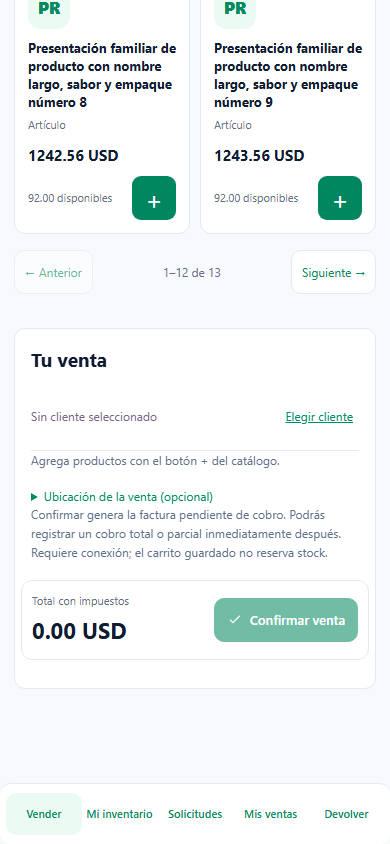 PR
Presentación familiar de
producto con nombre
largo, sabor y empaque
número 8
Artículo
1242.56 USD
92.00 disponibles
+
PR
Presentación familiar de
producto con nombre
largo, sabor y empaque
número 9
Artículo
1243.56 USD
92.00 disponibles
+
← Anterior
1–12 de 13
Siguiente →
Tu venta
Sin cliente seleccionado
Elegir cliente
Agrega productos con el botón + del catálogo.
▶ Ubicación de la venta (opcional)
Confirmar genera la factura pendiente de cobro. Podrás
registrar un cobro total o parcial inmediatamente después.
Requiere conexión; el carrito guardado no reserva stock.
Total con impuestos
0.00 USD
✓ Confirmar venta
Vender
Mi inventario
Solicitudes
Mis ventas
Devolver